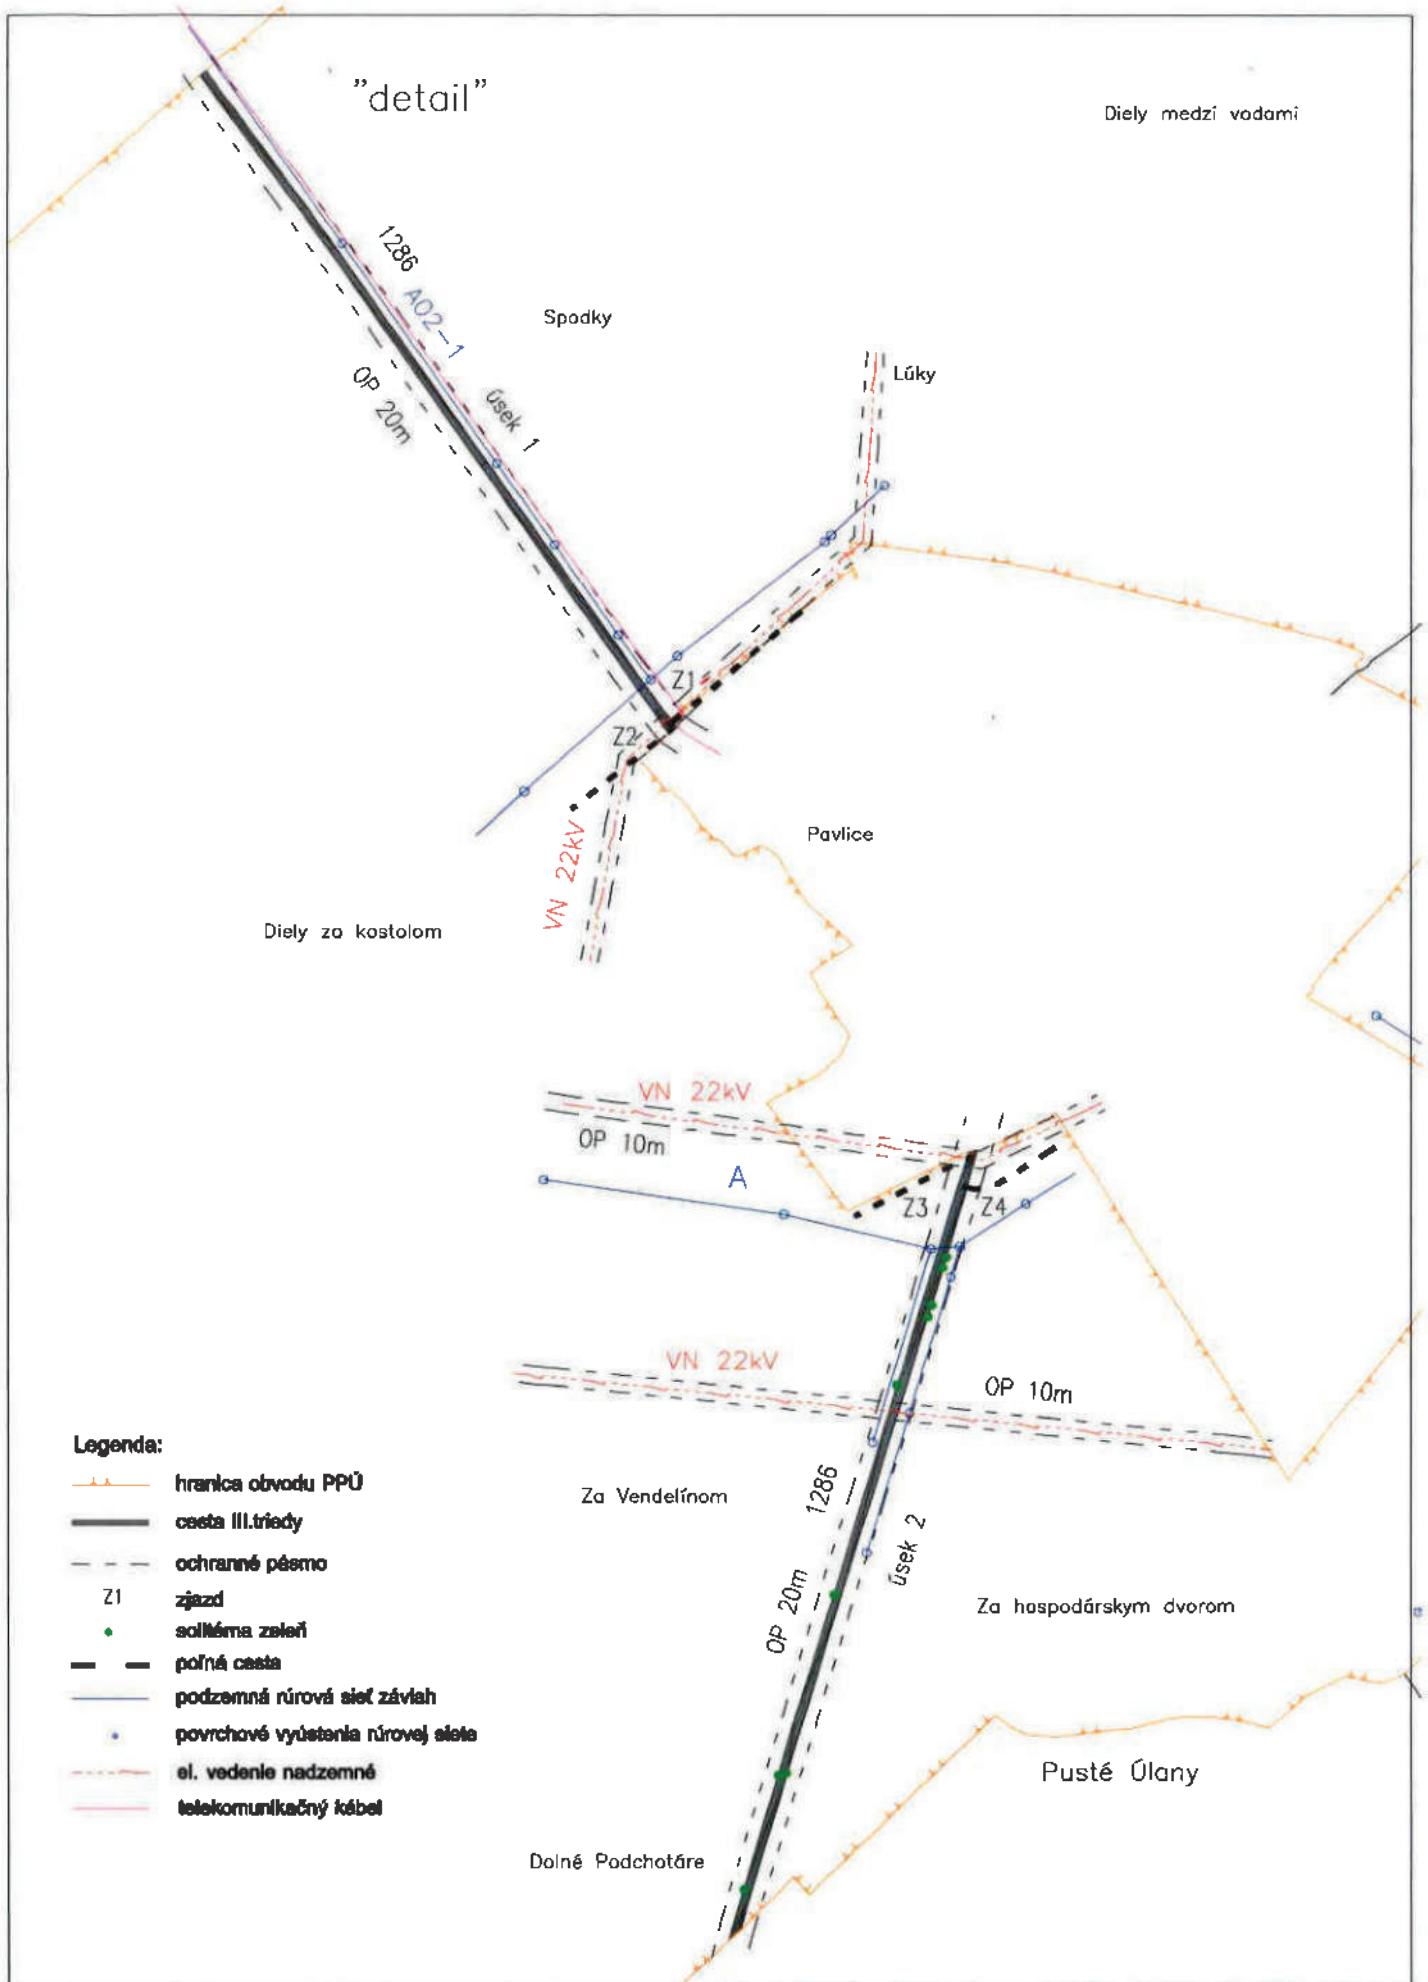 "detail"
Diely medzi vodami
1286
A02-1
Spodky
OP 20m
úsek 1
Lúky
Z1
Z2
VN 22kV
Pavlice
Diely za kostolom
VN 22kV
OP 10m
A
Z3
Z4
VN 22kV
OP 10m
Legenda:
hranica obvodu PPÚ
cesta III.triedy
ochranné pásmo
Z1 zjazd
solitérna zeleň
poľná cesta
podzemná rúrová sieť závlah
povrchové vyústenia rúrovej siete
el. vedenie nadzemné
telekomunikačný kábel
Za Vendelínom
1286
úsek 2
OP 20m
Za hospodárskym dvorom
Pusté Úlany
Dolné Podchotáre